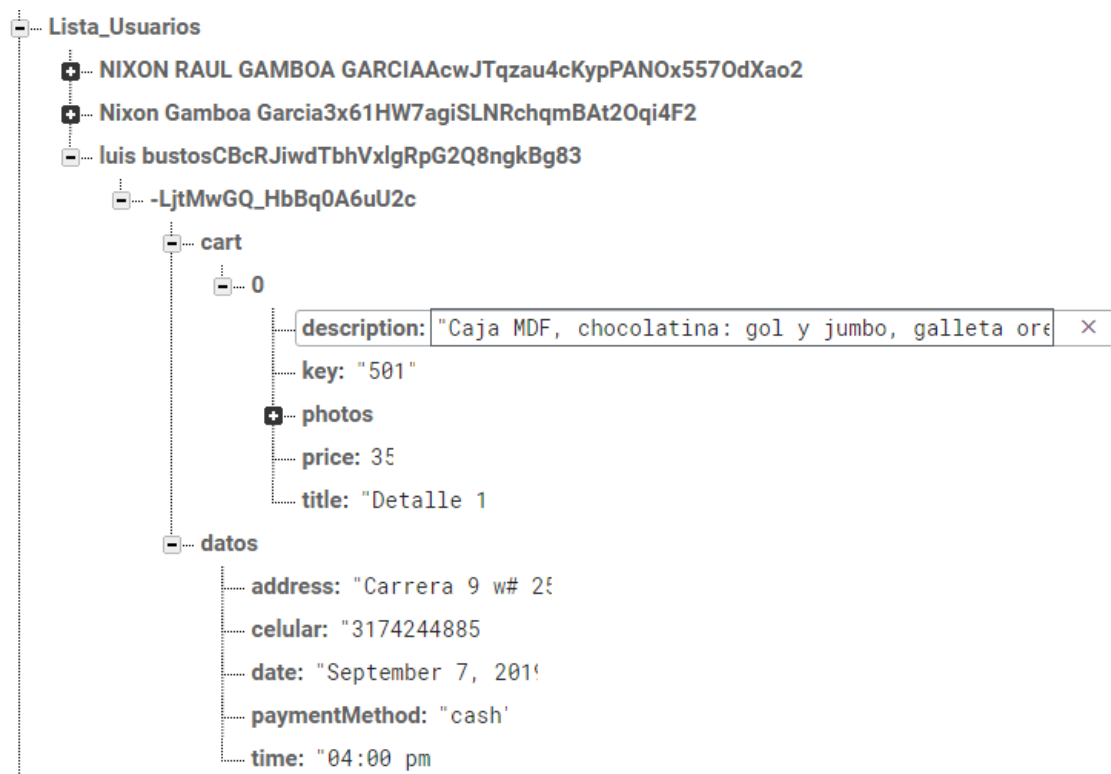 Lista_Usuarios
NIXON RAUL GAMBOA GARCIAAcwJTqzau4cKypPANOx557OdXao2
Nixon Gamboa Garcia3x61HW7agiSLNRchqmBAt2Oqi4F2
luis bustosCBcRJiwdTbhVxlgRpG2Q8ngkBg83
-LjtMwGQ_HbBq0A6uU2c
cart
0
description: "Caja MDF, chocolatina: gol y jumbo, galleta ore
key: "501"
photos
price: 35
title: "Detalle 1
datos
address: "Carrera 9 w# 25
celular: "3174244885
date: "September 7, 2019
paymentMethod: "cash"
time: "04:00 pm